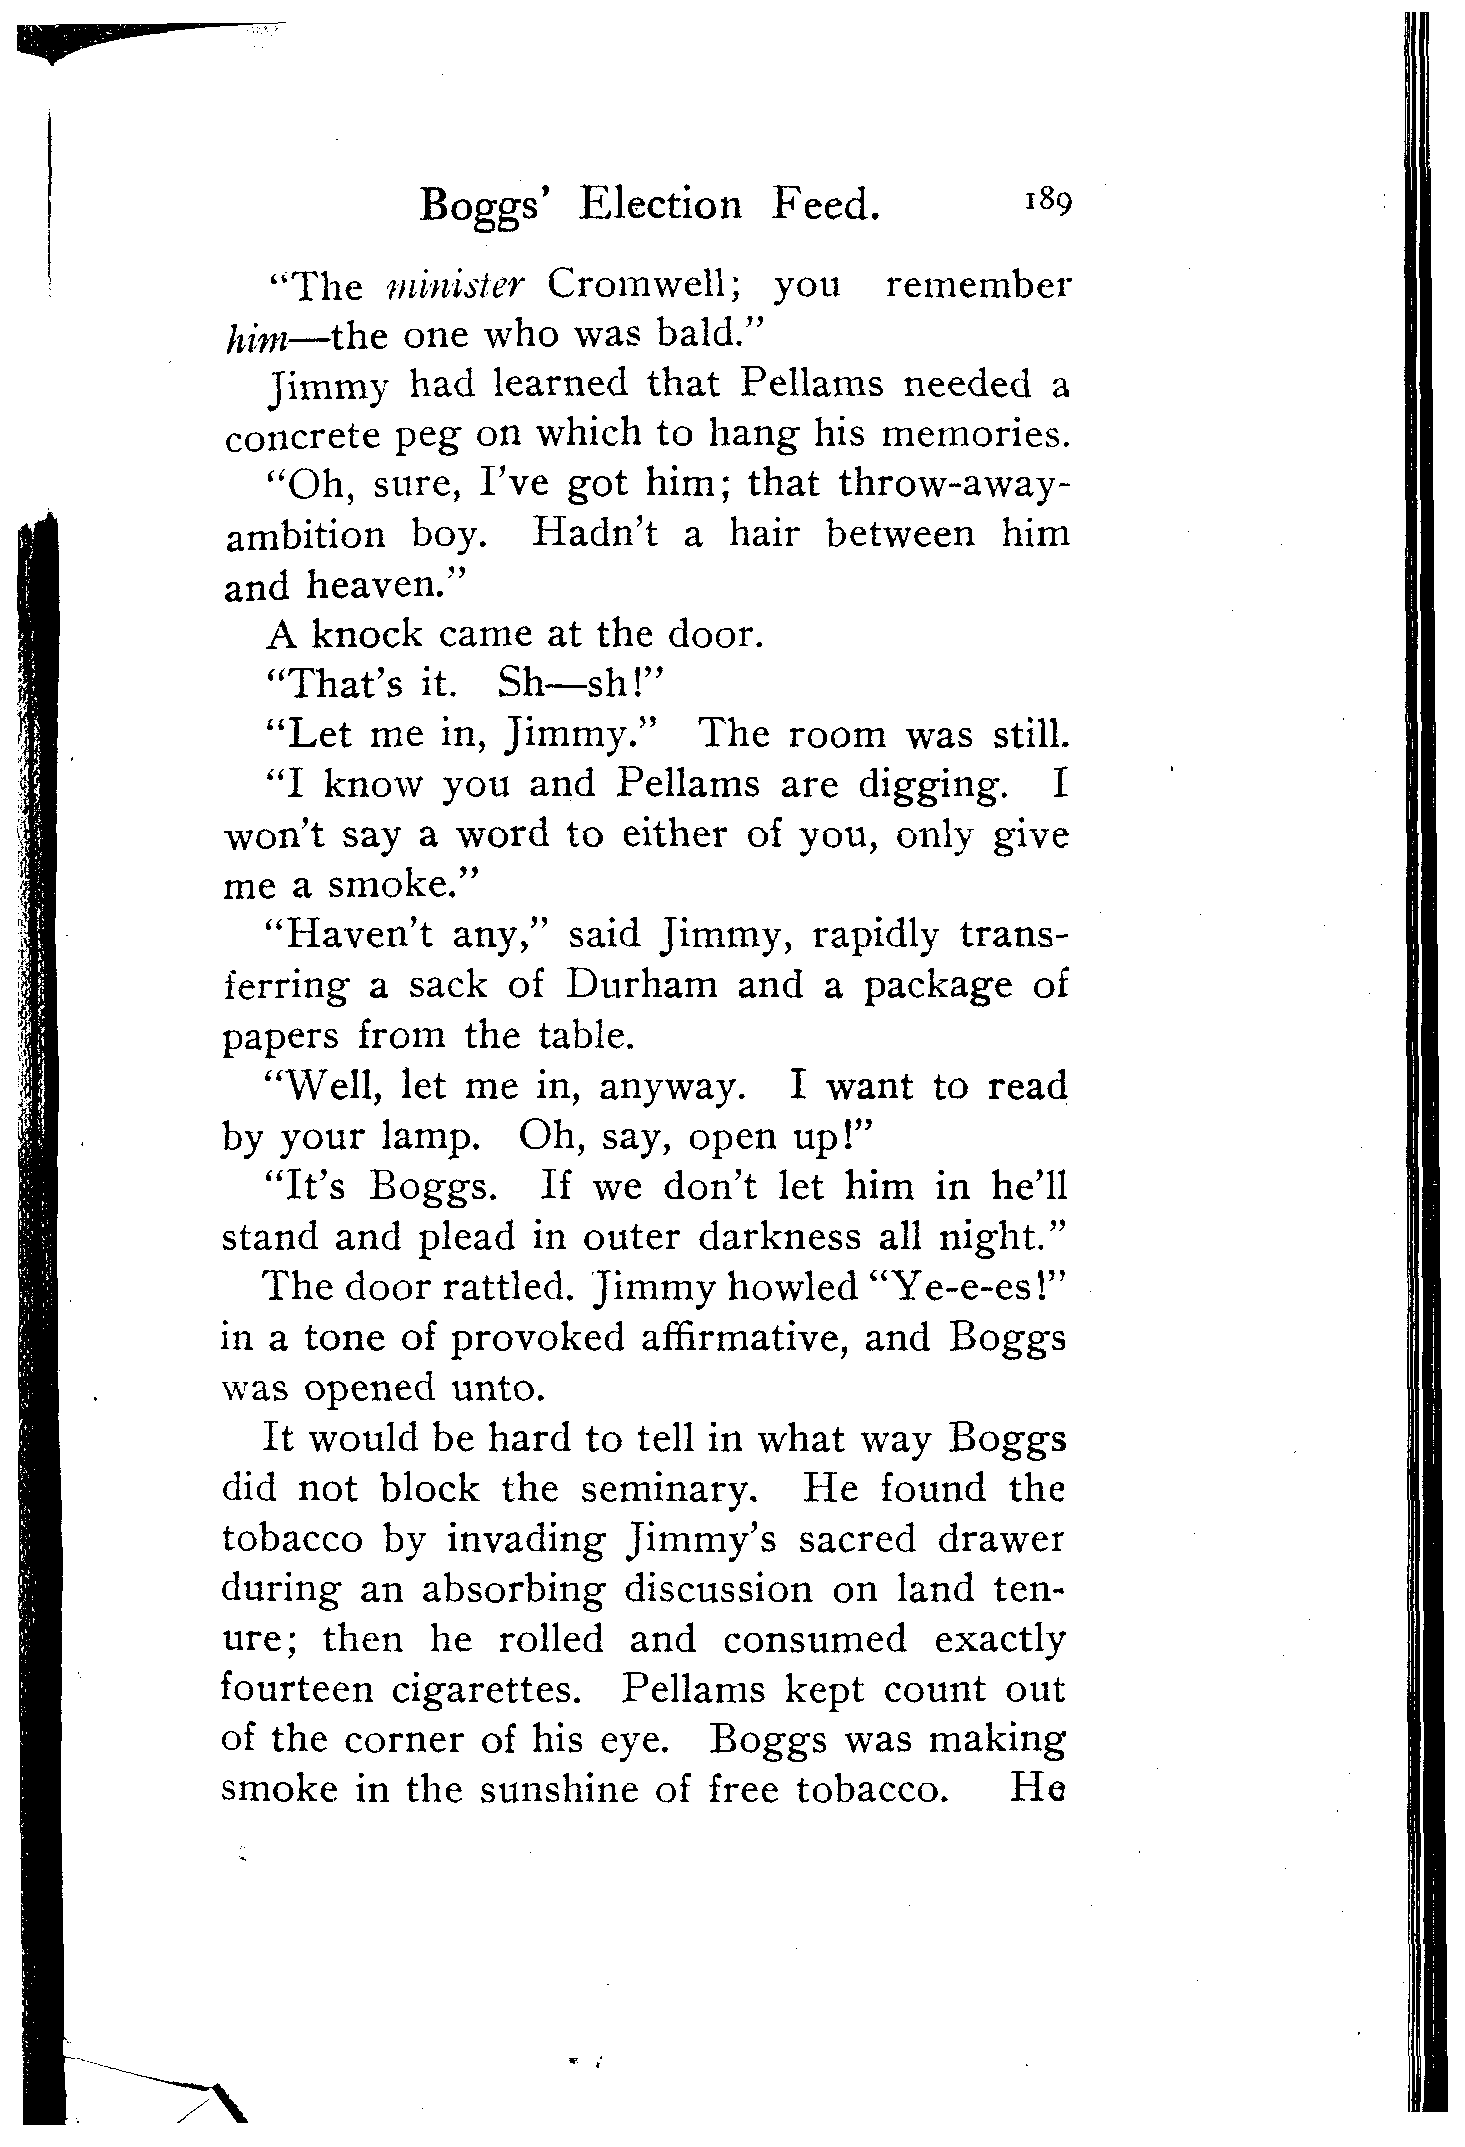 Boggs' Election Feed. 189
"The minister Cromwell; you remember
him—the one who was bald."
Jimmy had learned that Pellams needed a
concrete peg on which to hang his memories.
"Oh, sure, I've got him; that throw-away-
ambition boy. Hadn't a hair between him
and heaven."
A knock came at the door.
"That's it. Sh—sh!"
"Let me in, Jimmy." The room was still.
"I know you and Pellams are digging. I
won't say a word to either of you, only give
me a smoke."
"Haven't any," said Jimmy, rapidly trans-
ferring a sack of Durham and a package of
papers from the table.
"Well, let me in, anyway. I want to read
by your lamp. Oh, say, open up!"
"It's Boggs. If we don't let him in he'll
stand and plead in outer darkness all night."
The door rattled. Jimmy howled "Ye-e-es!"
in a tone of provoked affirmative, and Boggs
was opened unto.
It would be hard to tell in what way Boggs
did not block the seminary. He found the
tobacco by invading Jimmy's sacred drawer
during an absorbing discussion on land ten-
ure; then he rolled and consumed exactly
fourteen cigarettes. Pellams kept count out
of the corner of his eye. Boggs was making
smoke in the sunshine of free tobacco. He